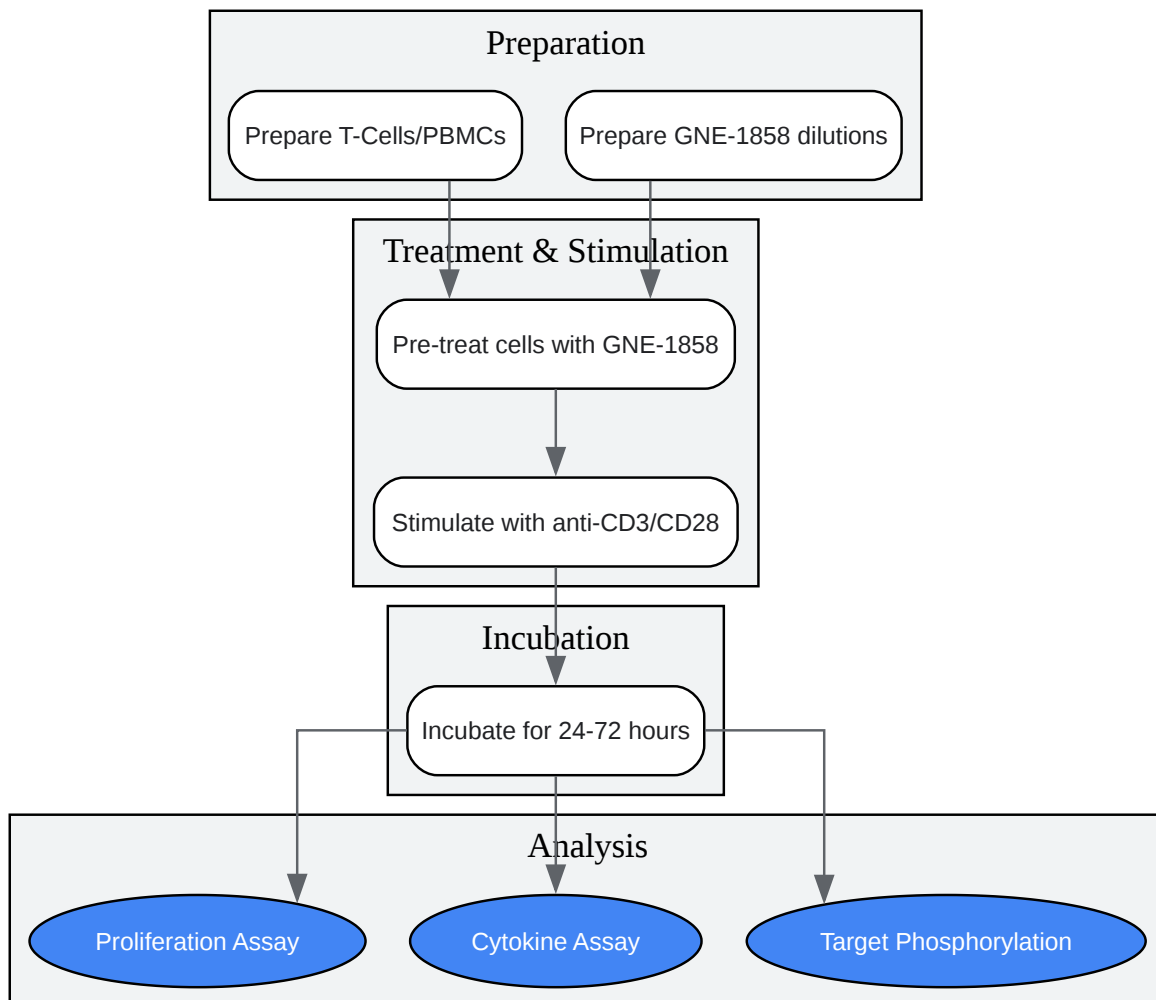 Preparation
Prepare T-Cells/PBMCs
Prepare GNE-1858 dilutions
Treatment & Stimulation
Pre-treat cells with GNE-1858
Stimulate with anti-CD3/CD28
Incubation
Incubate for 24-72 hours
Analysis
Proliferation Assay
Cytokine Assay
Target Phosphorylation